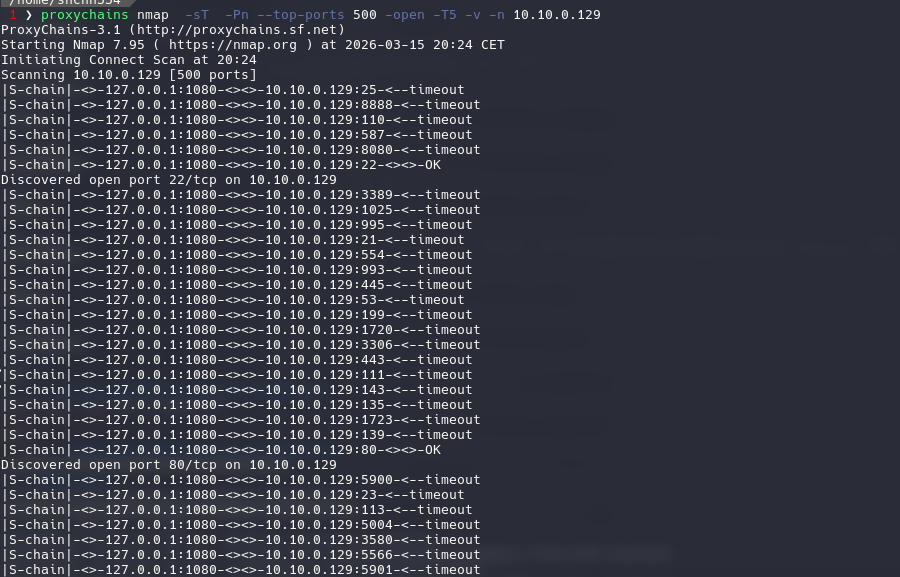 1 ❯ proxychains nmap  -sT  -Pn --top-ports 500 -open -T5 -v -n 10.10.0.129
ProxyChains-3.1 (http://proxychains.sf.net)
Starting Nmap 7.95 ( https://nmap.org ) at 2026-03-15 20:24 CET
Initiating Connect Scan at 20:24
Scanning 10.10.0.129 [500 ports]
|S-chain|-<>-127.0.0.1:1080-<><>-10.10.0.129:25-<--timeout
|S-chain|-<>-127.0.0.1:1080-<><>-10.10.0.129:8888-<--timeout
|S-chain|-<>-127.0.0.1:1080-<><>-10.10.0.129:110-<--timeout
|S-chain|-<>-127.0.0.1:1080-<><>-10.10.0.129:587-<--timeout
|S-chain|-<>-127.0.0.1:1080-<><>-10.10.0.129:8080-<--timeout
|S-chain|-<>-127.0.0.1:1080-<><>-10.10.0.129:22-<><>-OK
Discovered open port 22/tcp on 10.10.0.129
|S-chain|-<>-127.0.0.1:1080-<><>-10.10.0.129:3389-<--timeout
|S-chain|-<>-127.0.0.1:1080-<><>-10.10.0.129:1025-<--timeout
|S-chain|-<>-127.0.0.1:1080-<><>-10.10.0.129:995-<--timeout
|S-chain|-<>-127.0.0.1:1080-<><>-10.10.0.129:21-<--timeout
|S-chain|-<>-127.0.0.1:1080-<><>-10.10.0.129:554-<--timeout
|S-chain|-<>-127.0.0.1:1080-<><>-10.10.0.129:993-<--timeout
|S-chain|-<>-127.0.0.1:1080-<><>-10.10.0.129:445-<--timeout
|S-chain|-<>-127.0.0.1:1080-<><>-10.10.0.129:53-<--timeout
|S-chain|-<>-127.0.0.1:1080-<><>-10.10.0.129:199-<--timeout
|S-chain|-<>-127.0.0.1:1080-<><>-10.10.0.129:1720-<--timeout
|S-chain|-<>-127.0.0.1:1080-<><>-10.10.0.129:3306-<--timeout
|S-chain|-<>-127.0.0.1:1080-<><>-10.10.0.129:443-<--timeout
|S-chain|-<>-127.0.0.1:1080-<><>-10.10.0.129:111-<--timeout
|S-chain|-<>-127.0.0.1:1080-<><>-10.10.0.129:143-<--timeout
|S-chain|-<>-127.0.0.1:1080-<><>-10.10.0.129:135-<--timeout
|S-chain|-<>-127.0.0.1:1080-<><>-10.10.0.129:1723-<--timeout
|S-chain|-<>-127.0.0.1:1080-<><>-10.10.0.129:139-<--timeout
|S-chain|-<>-127.0.0.1:1080-<><>-10.10.0.129:80-<><>-OK
Discovered open port 80/tcp on 10.10.0.129
|S-chain|-<>-127.0.0.1:1080-<><>-10.10.0.129:5900-<--timeout
|S-chain|-<>-127.0.0.1:1080-<><>-10.10.0.129:23-<--timeout
|S-chain|-<>-127.0.0.1:1080-<><>-10.10.0.129:113-<--timeout
|S-chain|-<>-127.0.0.1:1080-<><>-10.10.0.129:5004-<--timeout
|S-chain|-<>-127.0.0.1:1080-<><>-10.10.0.129:3580-<--timeout
|S-chain|-<>-127.0.0.1:1080-<><>-10.10.0.129:5566-<--timeout
|S-chain|-<>-127.0.0.1:1080-<><>-10.10.0.129:5901-<--timeout